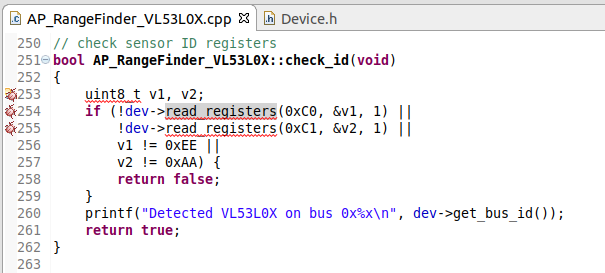 AP_RangeFinder_VL53L0X.cpp Device.h
250 // check sensor ID registers
251 bool AP_RangeFinder_VL53L0X::check_id(void)
252 {
253     uint8_t v1, v2;
254     if (!dev->read_registers(0xC0, &v1, 1) ||
255         !dev->read_registers(0xC1, &v2, 1) ||
256         v1 != 0xEE ||
257         v2 != 0xAA) {
258         return false;
259     }
260     printf("Detected VL53L0X on bus 0x%x\n", dev->get_bus_id());
261     return true;
262 }
263